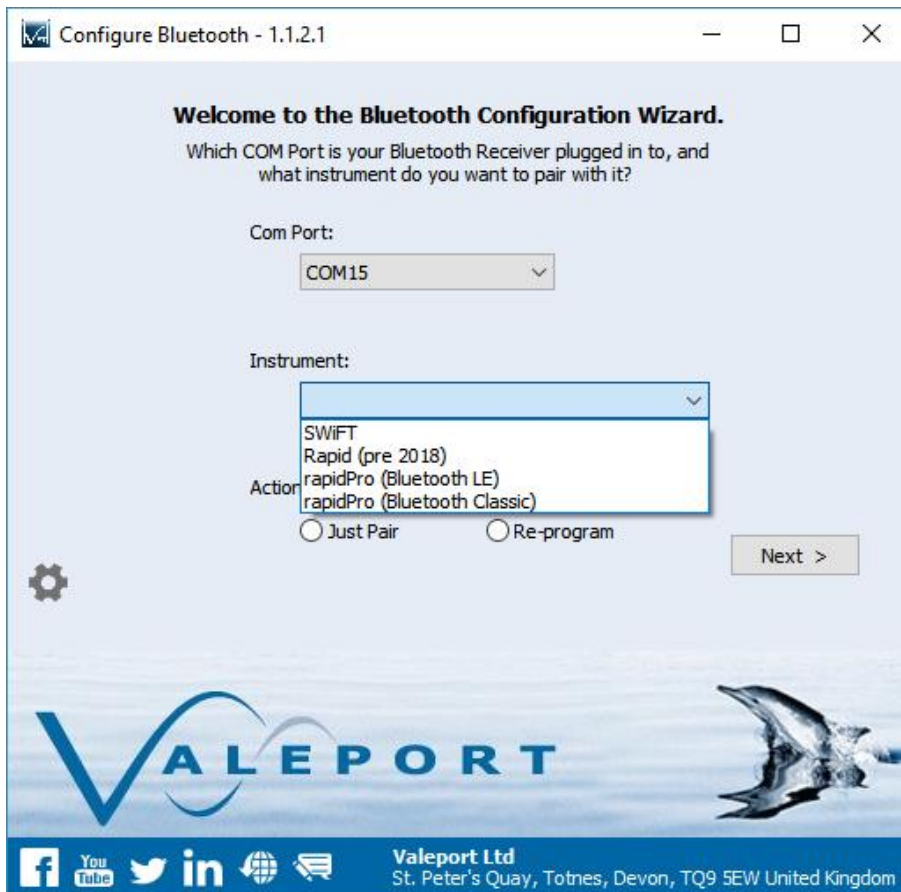 Configure Bluetooth - 1.1.2.1
Welcome to the Bluetooth Configuration Wizard.
Which COM Port is your Bluetooth Receiver plugged in to, and
what instrument do you want to pair with it?
Com Port:
COM15
Instrument:
SWiFT
Rapid (pre 2018)
rapidPro (Bluetooth LE)
Action
rapidPro (Bluetooth Classic)
Just Pair Re-program
Next >
VALEPORT
You
Tube
in
Valeport Ltd
St. Peter's Quay, Totnes, Devon, TQ9 5EW United Kingdom